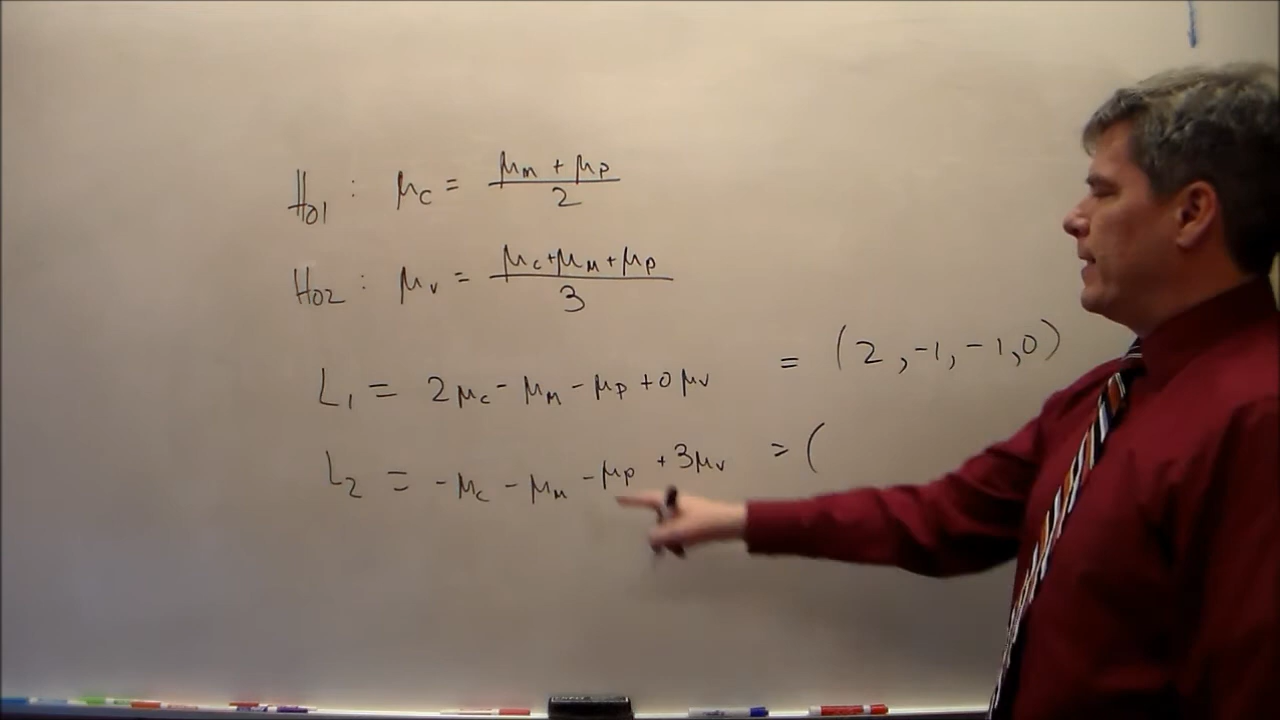 H01 : μc = (μm + μp)/2
H02 : μv = (μc+μM+μp)/3
L1 = 2μc - μM - μp + 0μv = (2, -1, -1, 0)
L2 = -μc - μM - μp + 3μv = (